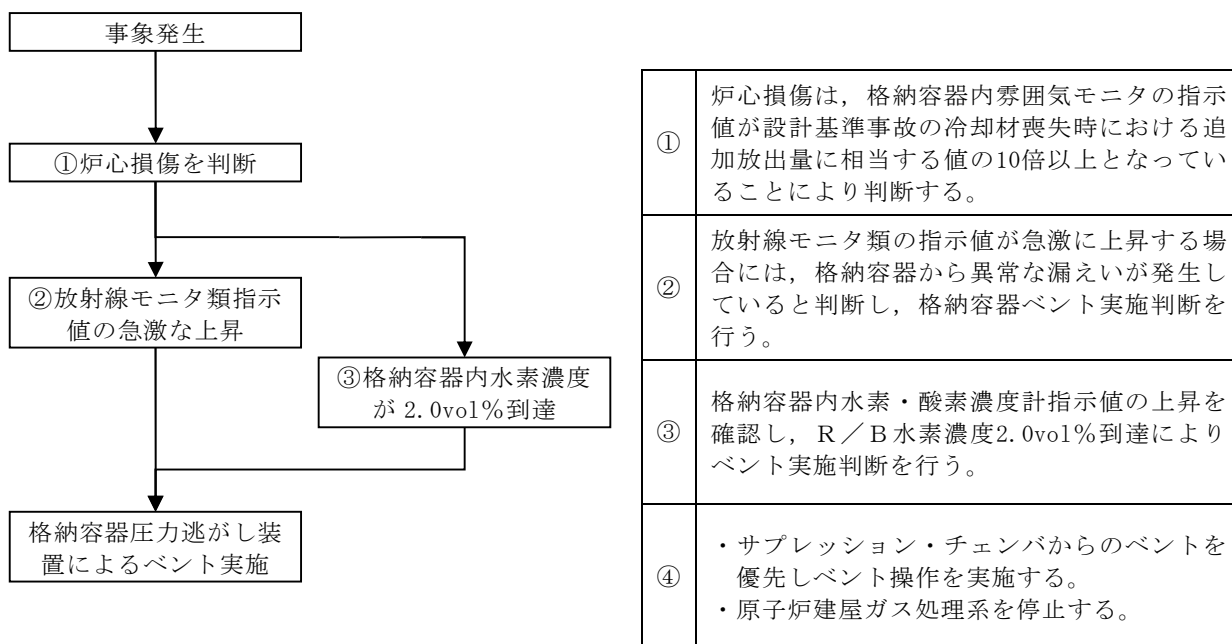 事象発生
①炉心損傷を判断
②放射線モニタ類指示
値の急激な上昇
③格納容器内水素濃度
が 2.0vol％到達
格納容器圧力逃がし装
置によるベント実施
①
炉心損傷は，格納容器内雰囲気モニタの指示
値が設計基準事故の冷却材喪失時における追
加放出量に相当する値の10倍以上となってい
ることにより判断する。
②
放射線モニタ類の指示値が急激に上昇する場
合には，格納容器から異常な漏えいが発生し
ていると判断し，格納容器ベント実施判断を
行う。
③
格納容器内水素・酸素濃度計指示値の上昇を
確認し，Ｒ／Ｂ水素濃度2.0vol％到達により
ベント実施判断を行う。
④
・サプレッション・チェンバからのベントを
優先しベント操作を実施する。
・原子炉建屋ガス処理系を停止する。